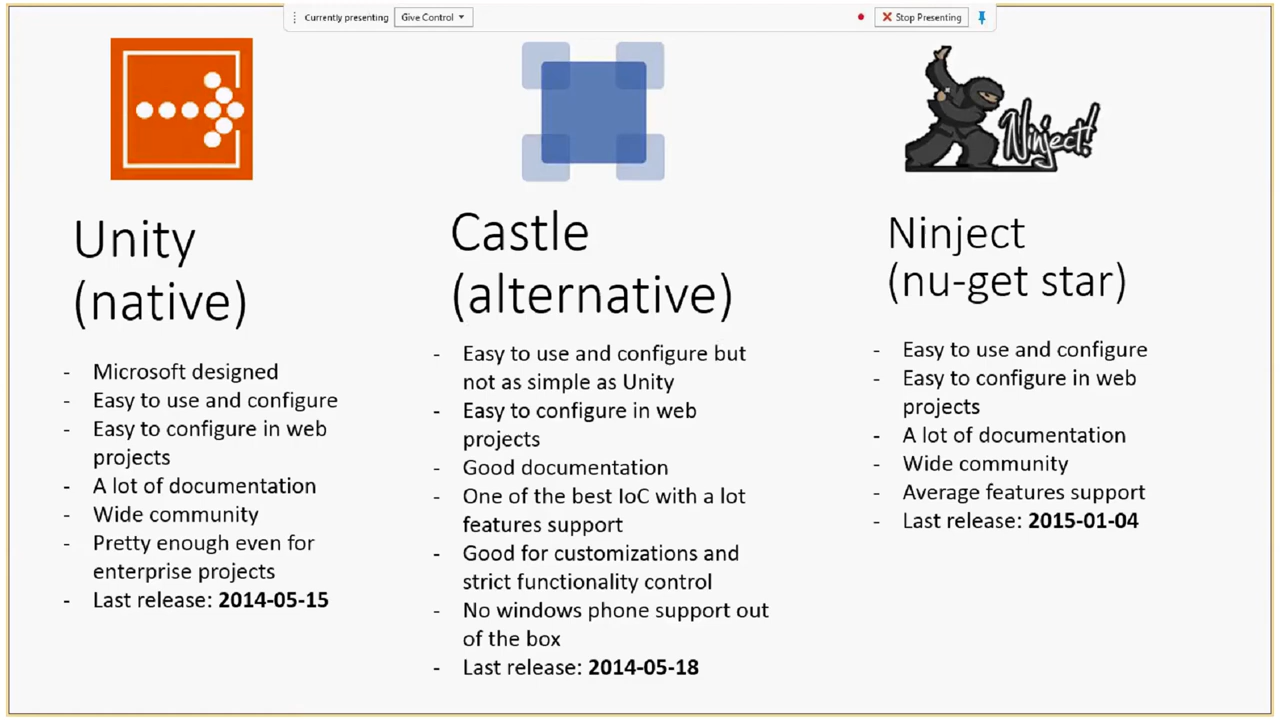 Currently presenting
Give Control
Stop Presenting
Unity
(native)
- Microsoft designed
- Easy to use and configure
- Easy to configure in web
projects
- A lot of documentation
- Wide community
- Pretty enough even for
enterprise projects
- Last release: 2014-05-15
Castle
(alternative)
- Easy to use and configure but
not as simple as Unity
- Easy to configure in web
projects
- Good documentation
- One of the best IoC with a lot
features support
- Good for customizations and
strict functionality control
- No windows phone support out
of the box
- Last release: 2014-05-18
Ninject!
Ninject
(nu-get star)
- Easy to use and configure
- Easy to configure in web
projects
- A lot of documentation
- Wide community
- Average features support
- Last release: 2015-01-04